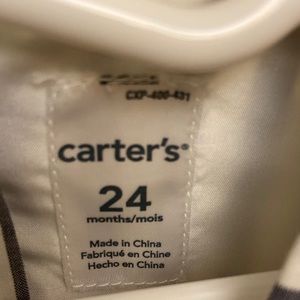 CXP-400-431
carter's®
24
months/mois
Made in China
Fabriqué en Chine
Hecho en China